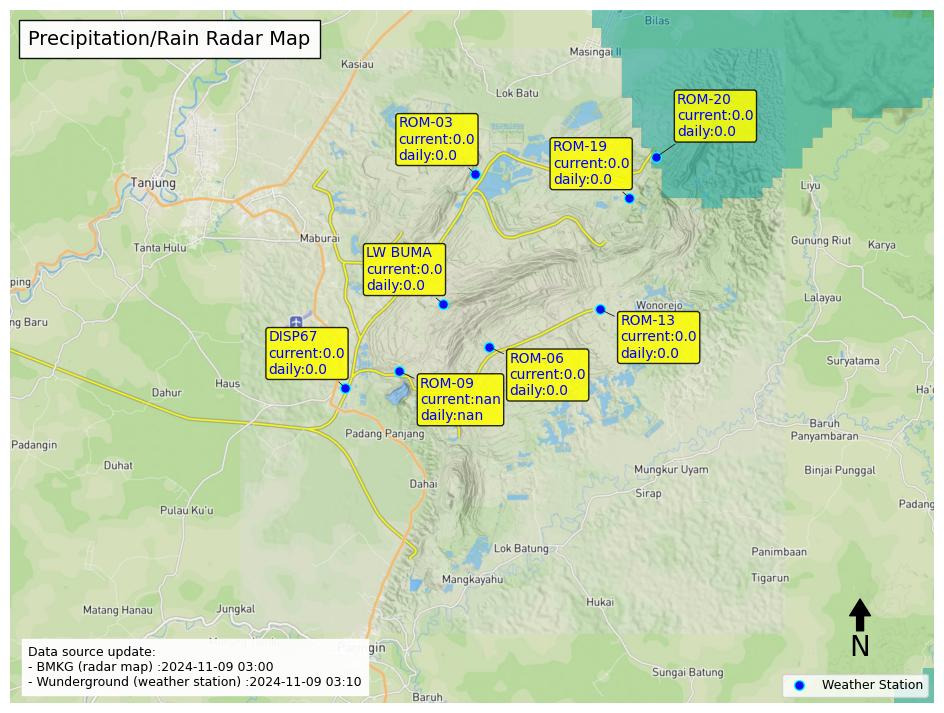 Precipitation/Rain Radar Map
Bilas
Masingai II
Kasiau
Lok Batu
ROM-20
current:0.0
daily:0.0
ROM-03
current:0.0
daily:0.0
ROM-19
current:0.0
daily:0.0
Tanjung
Liyu
Maburai
Tanta Hulu
Gunung Riut
Karya
LW BUMA
current:0.0
daily:0.0
ping
Lalayau
Wonorejo
ng Baru
ROM-13
current:0.0
daily:0.0
DISP67
current:0.0
daily:0.0
ROM-06
current:0.0
daily:0.0
Suryatama
Haus
Dahur
ROM-09
current:nan
daily:nan
Ha'
Baruh
Panyambaran
Padangin
Padang Panjang
Duhat
Mungkur Uyam
Binjai Punggal
Dahai
Sirap
Padang
Pulau Ku'u
Lok Batung
Panimbaan
Mangkayahu
Tigarun
Matang Hanau
Jungkal
Hukai
N
Data source update:
- BMKG (radar map) :2024-11-09 03:00
- Wunderground (weather station) :2024-11-09 03:10
Sungai Batung
Weather Station
Baruh